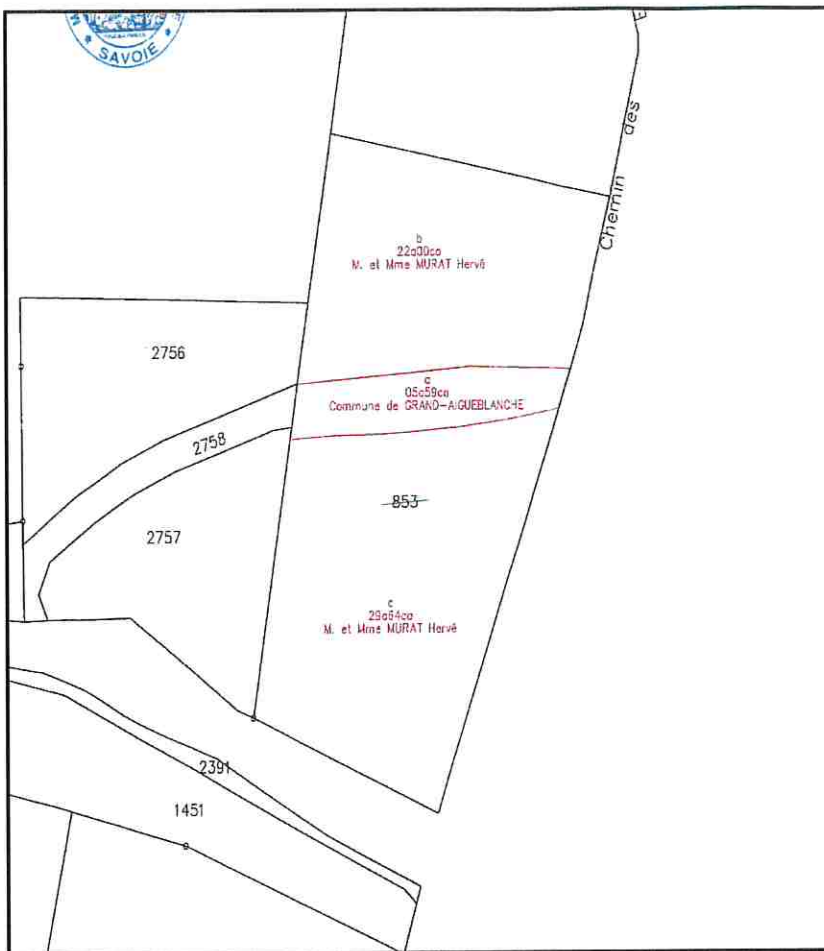 ★ SAVOIE ★
Chemin des
b
22a00ca
M. et Mme MURAT Hervé
2756
a
05a59ca
Commune de GRAND-AIGUEBLANCHE
2758
853
2757
c
29a64ca
M. et Mme MURAT Hervé
2391
1451